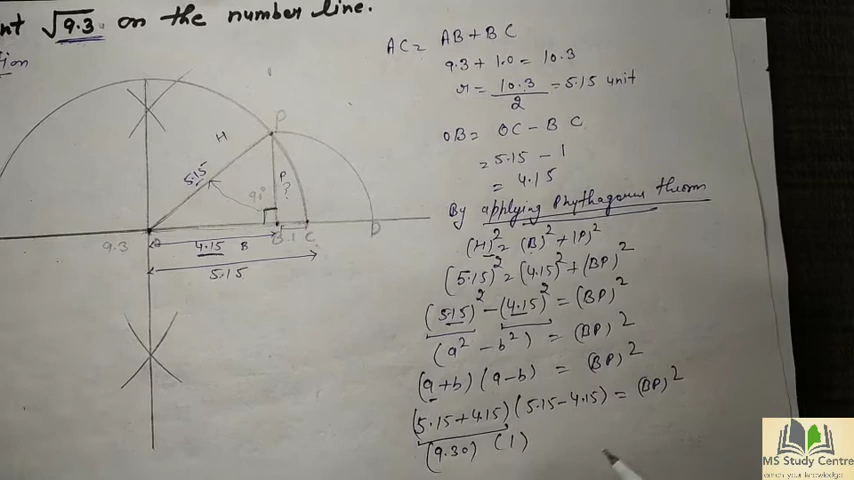 nt √9.3 on the number line.
tion
AC = AB + BC
9.3 + 1.0 = 10.3
r = 10.3 / 2 = 5.15 unit
OB = OC - B C
= 5.15 - 1
= 4.15
By applying Phythagorus theorm
(H)² = (B)² + (P)²
(5.15)² = (4.15)² + (BP)²
(5.15)² - (4.15)² = (BP)²
(a² - b²) = (BP)²
(a+b) (a-b) = (BP)²
(5.15+4.15) (5.15-4.15) = (BP)²
(9.30) (1)
P
H
5.15
P
?
90°
9.3
O
4.15 B
B 1 C
D
5.15
MS Study Centre
enrich your knowledge